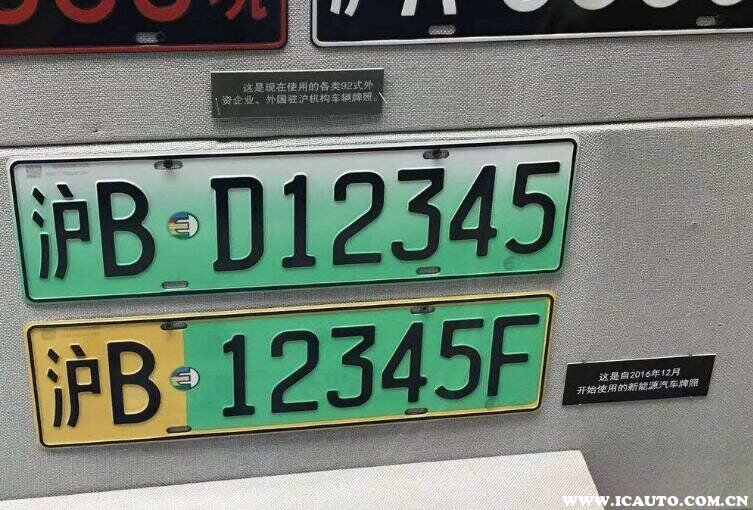 这是现在使用的各类92式外
资企业、外国驻沪机构车辆牌照。
沪B D12345
沪B 12345F
这是自2016年12月
开始使用的新能源汽车牌照
WWW.ICAUTO.COM.CN